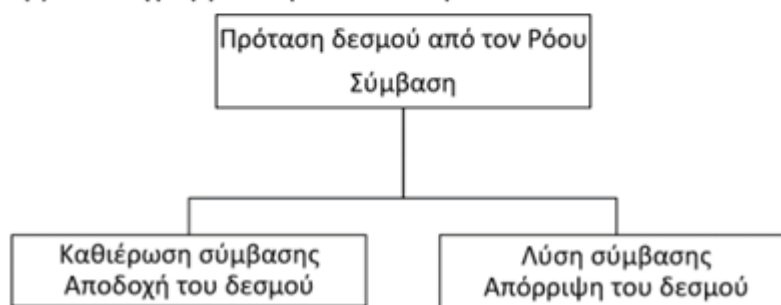 Πρόταση δεσμού από τον Ρόου
Σύμβαση
Καθιέρωση σύμβασης
Αποδοχή του δεσμού
Λύση σύμβασης
Απόρριψη του δεσμού